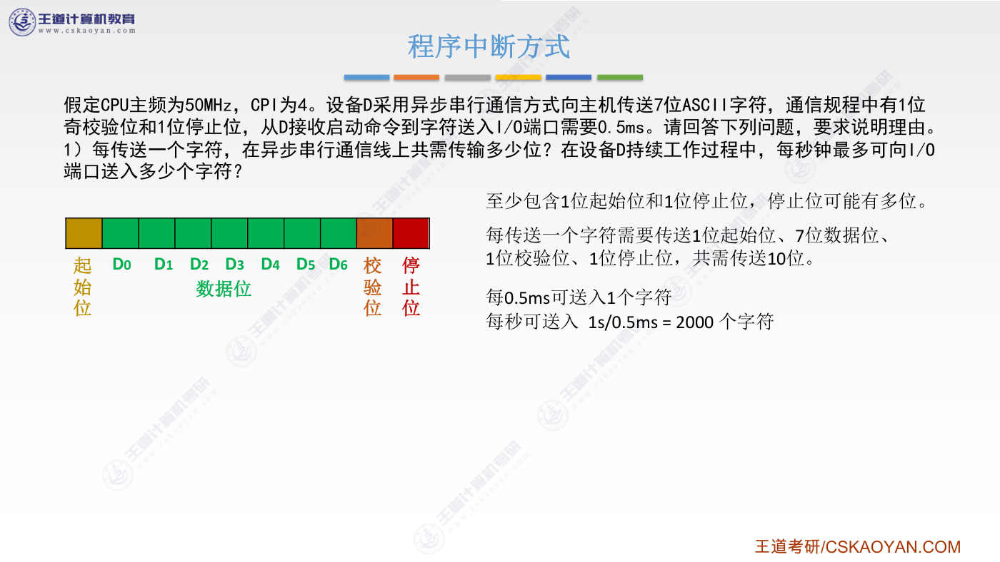 王道计算机教育
www.cskaoyan.com
程序中断方式
假定CPU主频为50MHz，CPI为4。设备D采用异步串行通信方式向主机传送7位ASCII字符，通信规程中有1位
奇校验位和1位停止位，从D接收启动命令到字符送入I/O端口需要0.5ms。请回答下列问题，要求说明理由。
1）每传送一个字符，在异步串行通信线上共需传输多少位？在设备D持续工作过程中，每秒钟最多可向I/O
端口送入多少个字符？
至少包含1位起始位和1位停止位，停止位可能有多位。
每传送一个字符需要传送1位起始位、7位数据位、
1位校验位、1位停止位，共需传送10位。
起始位 D0 D1 D2 D3 D4 D5 D6 校验位 停止位
数据位
每0.5ms可送入1个字符
每秒可送入 1s/0.5ms = 2000 个字符
王道考研/CSKAOYAN.COM